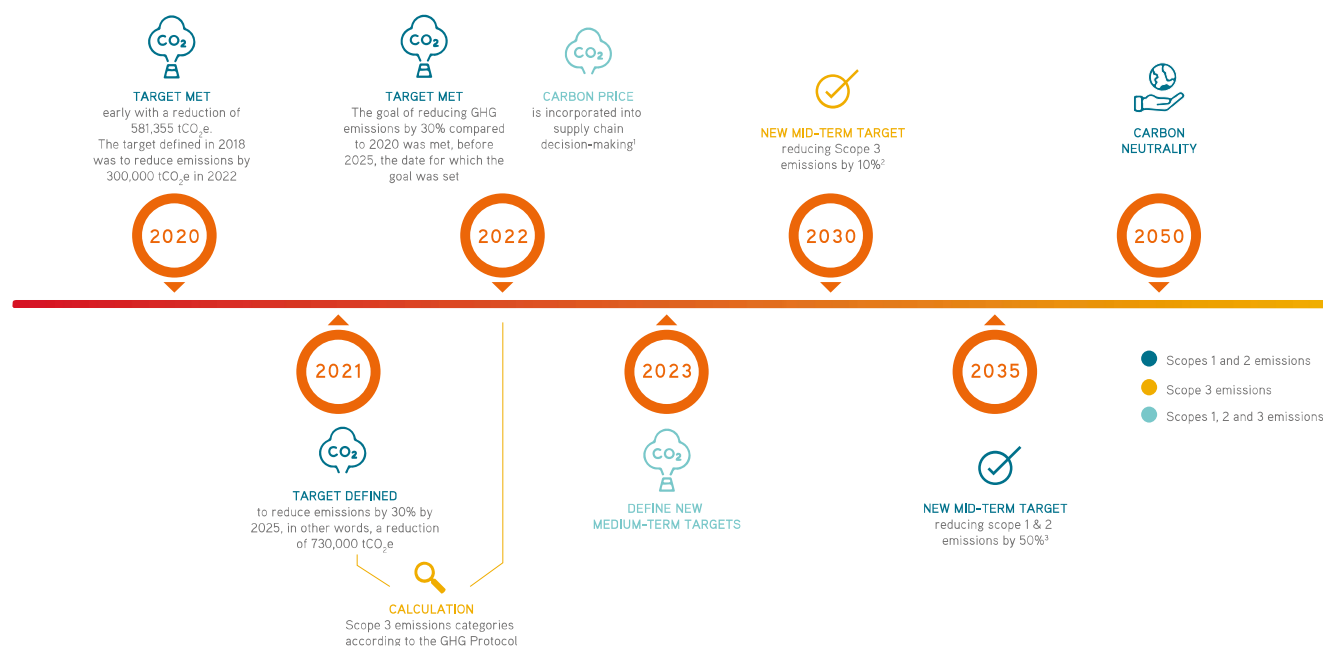 CO₂
TARGET MET
early with a reduction of
581,355 tCO₂e.
The target defined in 2018
was to reduce emissions by
300,000 tCO₂e in 2022
2020
CO₂
TARGET MET
The goal of reducing GHG
emissions by 30% compared
to 2020 was met, before
2025, the date for which the
goal was set
CO₂
CARBON PRICE
is incorporated into
supply chain
decision-making¹
2022
NEW MID-TERM TARGET
reducing Scope 3
emissions by 10%²
2030
CARBON
NEUTRALITY
2050
2021
CO₂
TARGET DEFINED
to reduce emissions by 30% by
2025, in other words, a reduction
of 730,000 tCO₂e
CALCULATION
Scope 3 emissions categories
according to the GHG Protocol
2023
CO₂
DEFINE NEW
MEDIUM-TERM TARGETS
2035
NEW MID-TERM TARGET
reducing scope 1 & 2
emissions by 50%³
Scopes 1 and 2 emissions
Scope 3 emissions
Scopes 1, 2 and 3 emissions